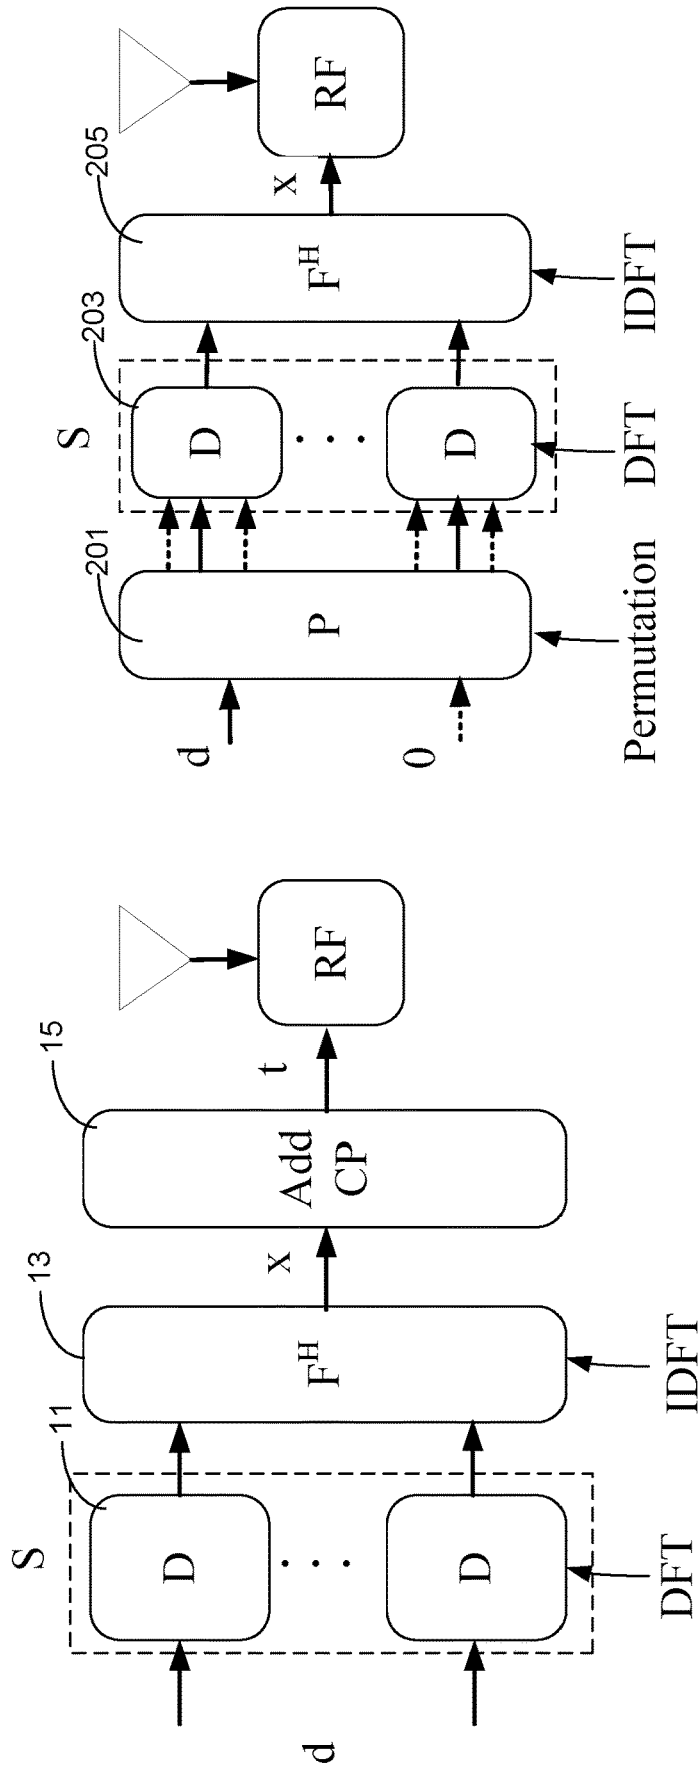 S
11
D
D
d
DFT
13
F^H
IDFT
x
15
Add
CP
t
RF
d
0
201
P
Permutation
S
203
D
D
DFT
205
F^H
IDFT
x
RF